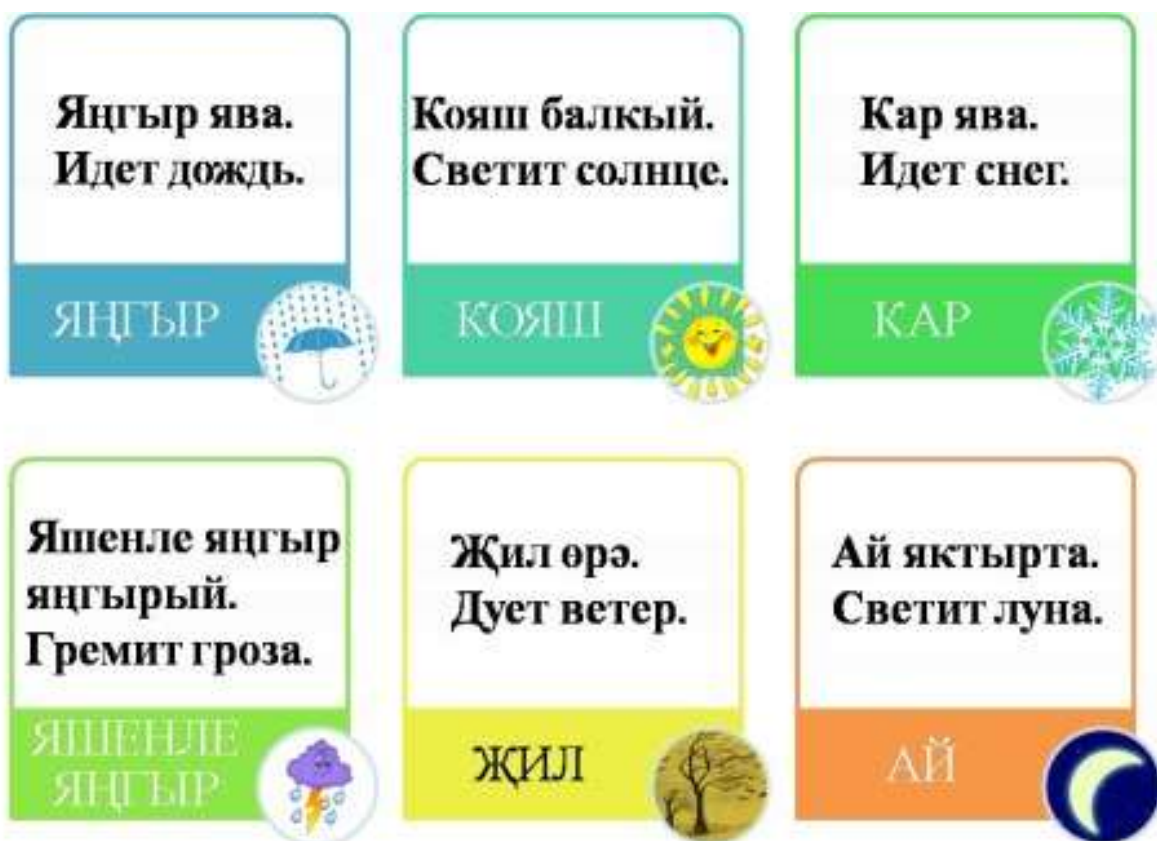 Яңгыр ява.
Идет дождь.
ЯҢГЫР
Кояш балкый.
Светит солнце.
КОЯШ
Кар ява.
Идет снег.
КАР
Яшенле яңгыр
яңгырый.
Гремит гроза.
ЯШЕНЛЕ
ЯҢГЫР
Җил өрә.
Дует ветер.
ҖИЛ
Ай яктырта.
Светит луна.
АЙ